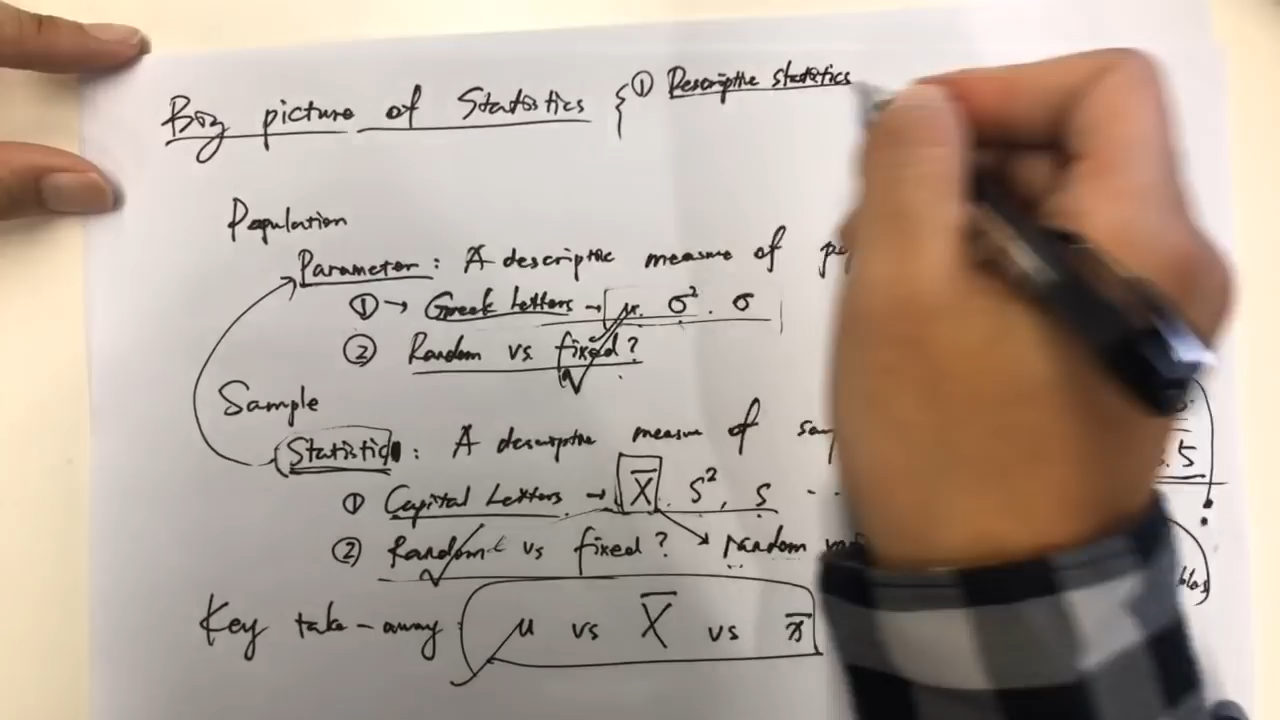 Big picture of Statistics { ① Descriptive statistics
Population
Parameter : A descriptive measure of
① → Greek Letters → μ. σ². σ
② Random vs fixed?
Sample
Statistic : A descriptive measure of
① Capital Letters → X̄. S², S . .
② Random vs fixed? → random
.5
Key take-away : μ vs X̄ vs x̄